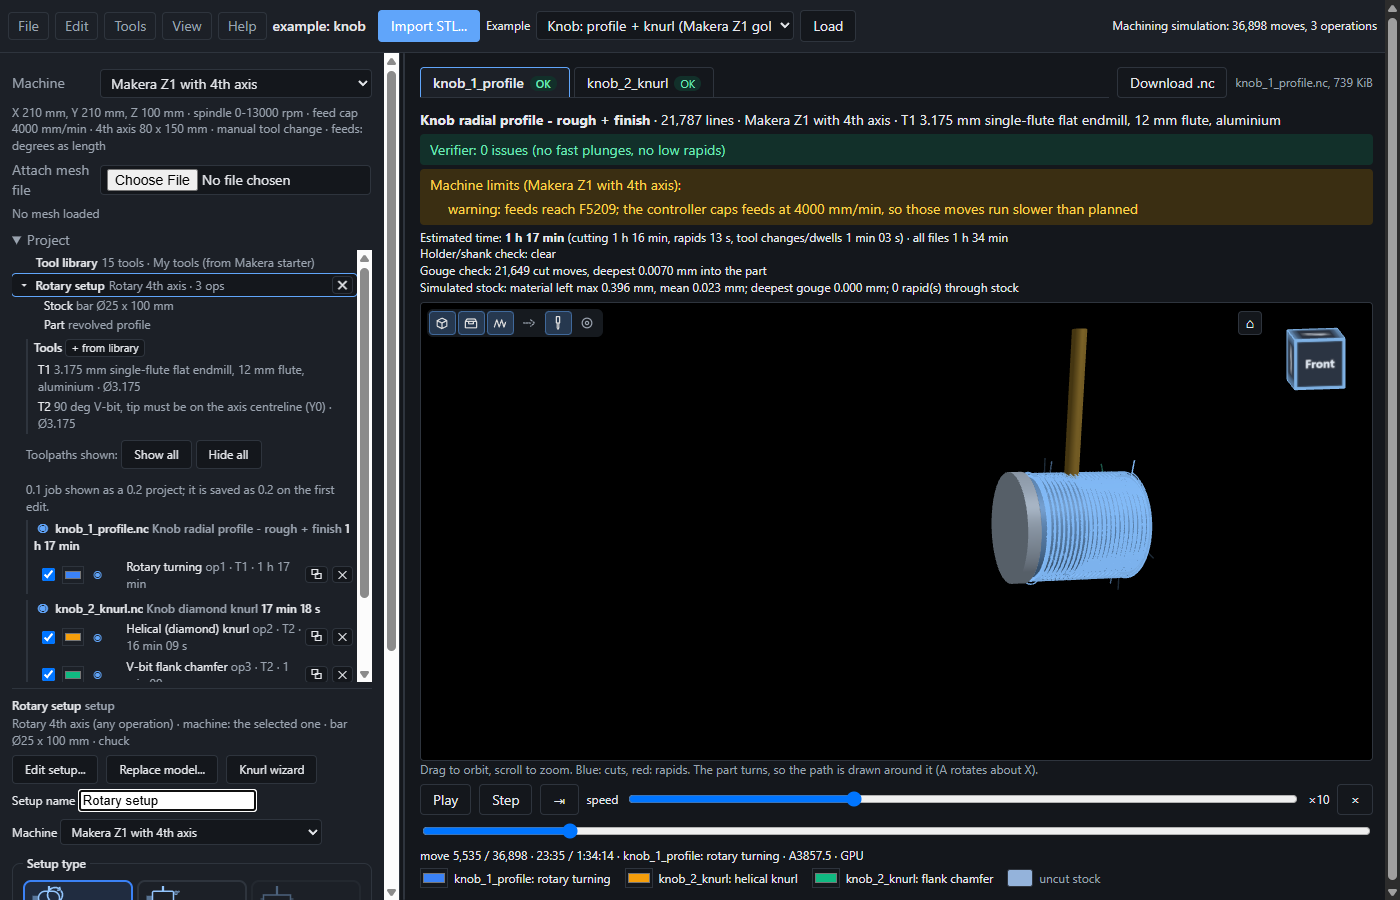 File Edit Tools View Help example: knob Import STL... Example Knob: profile + knurl (Makera Z1 gol Load Machining simulation: 36,898 moves, 3 operations
Machine Makera Z1 with 4th axis
X 210 mm, Y 210 mm, Z 100 mm · spindle 0-13000 rpm · feed cap
4000 mm/min · 4th axis 80 x 150 mm · manual tool change · feeds:
degrees as length
Attach mesh file Choose File No file chosen
No mesh loaded
Project
Tool library 15 tools · My tools (from Makera starter)
Rotary setup Rotary 4th axis · 3 ops
Stock bar Ø25 x 100 mm
Part revolved profile
Tools + from library
T1 3.175 mm single-flute flat endmill, 12 mm flute,
aluminium · Ø3.175
T2 90 deg V-bit, tip must be on the axis centreline (Y0) ·
Ø3.175
Toolpaths shown: Show all Hide all
0.1 job shown as a 0.2 project; it is saved as 0.2 on the first
edit.
knob_1_profile.nc Knob radial profile - rough + finish 1
h 17 min
Rotary turning op1 · T1 · 1 h 17
min
knob_2_knurl.nc Knob diamond knurl 17 min 18 s
Helical (diamond) knurl op2 · T2 ·
16 min 09 s
V-bit flank chamfer op3 · T2 · 1
Rotary setup setup
Rotary 4th axis (any operation) · machine: the selected one · bar
Ø25 x 100 mm · chuck
Edit setup... Replace model... Knurl wizard
Setup name Rotary setup
Machine Makera Z1 with 4th axis
Setup type
knob_1_profile OK knob_2_knurl OK Download .nc knob_1_profile.nc, 739 KiB
Knob radial profile - rough + finish · 21,787 lines · Makera Z1 with 4th axis · T1 3.175 mm single-flute flat endmill, 12 mm flute, aluminium
Verifier: 0 issues (no fast plunges, no low rapids)
Machine limits (Makera Z1 with 4th axis):
warning: feeds reach F5209; the controller caps feeds at 4000 mm/min, so those moves run slower than planned
Estimated time: 1 h 17 min (cutting 1 h 16 min, rapids 13 s, tool changes/dwells 1 min 03 s) · all files 1 h 34 min
Holder/shank check: clear
Gouge check: 21,649 cut moves, deepest 0.0070 mm into the part
Simulated stock: material left max 0.396 mm, mean 0.023 mm; deepest gouge 0.000 mm; 0 rapid(s) through stock
Front
Drag to orbit, scroll to zoom. Blue: cuts, red: rapids. The part turns, so the path is drawn around it (A rotates about X).
Play Step speed ×10 ×
move 5,535 / 36,898 · 23:35 / 1:34:14 · knob_1_profile: rotary turning · A3857.5 · GPU
knob_1_profile: rotary turning knob_2_knurl: helical knurl knob_2_knurl: flank chamfer uncut stock